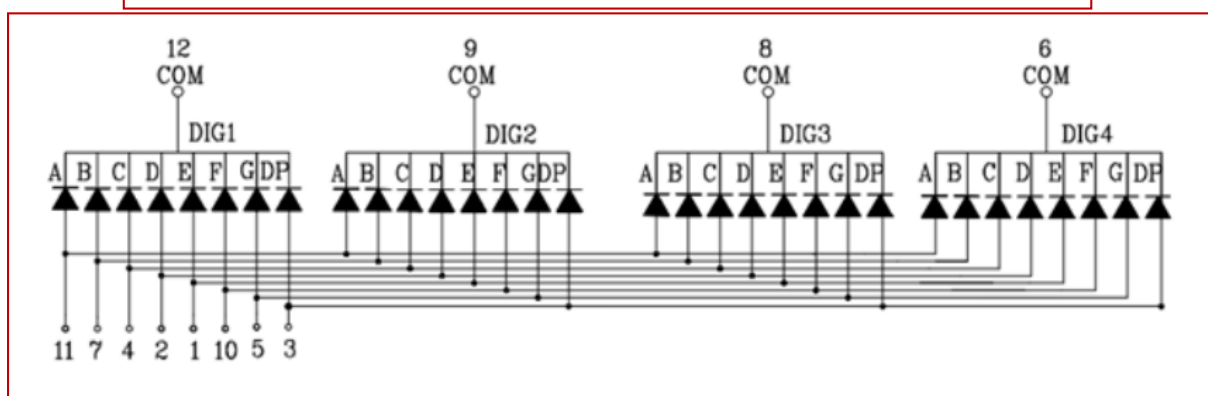 12 9 8 6
COM COM COM COM
DIG1 DIG2 DIG3 DIG4
A B C D E F G DP A B C D E F G DP A B C D E F G DP A B C D E F G DP
11 7 4 2 1 10 5 3